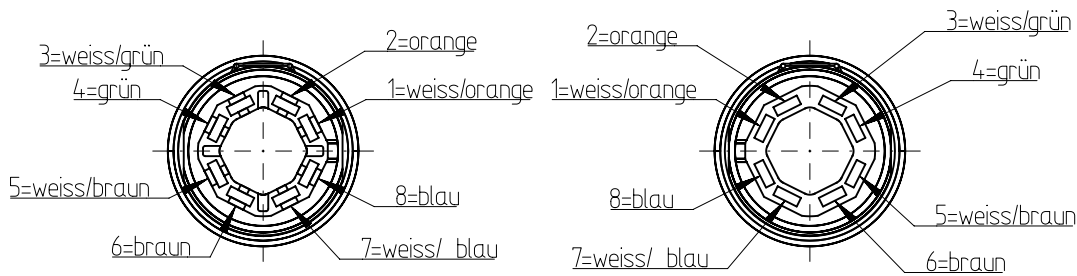 2=orange
3=weiss/grün
4=grün
1=weiss/orange
5=weiss/braun
8=blau
6=braun
7=weiss/ blau
3=weiss/grün
2=orange
4=grün
1=weiss/orange
8=blau
5=weiss/braun
7=weiss/ blau
6=braun